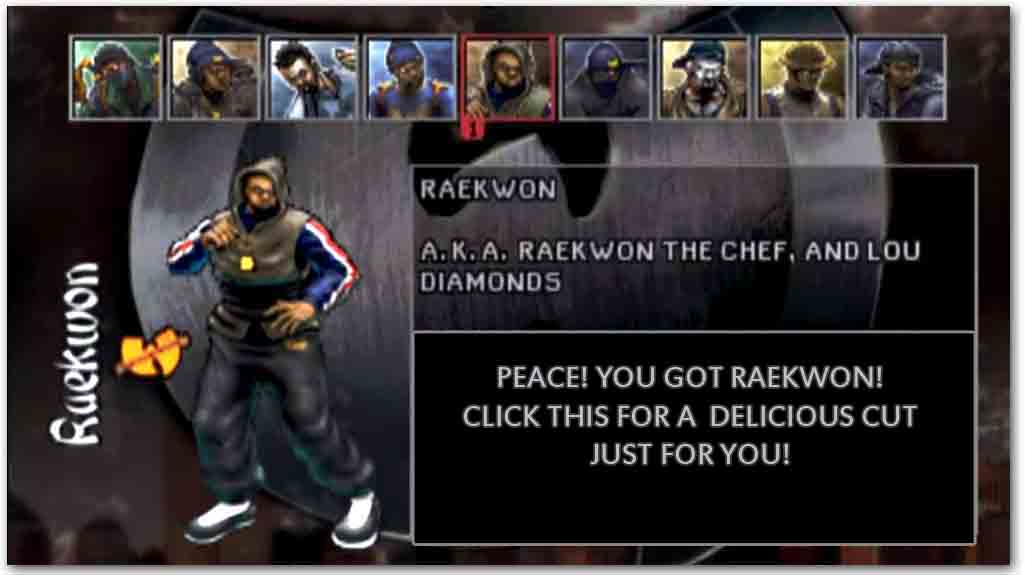 1
RAEKWON
A.K.A. RAEKWON THE CHEF, AND LOU
DIAMONDS
Raekwon
PEACE! YOU GOT RAEKWON!
CLICK THIS FOR A DELICIOUS CUT
JUST FOR YOU!